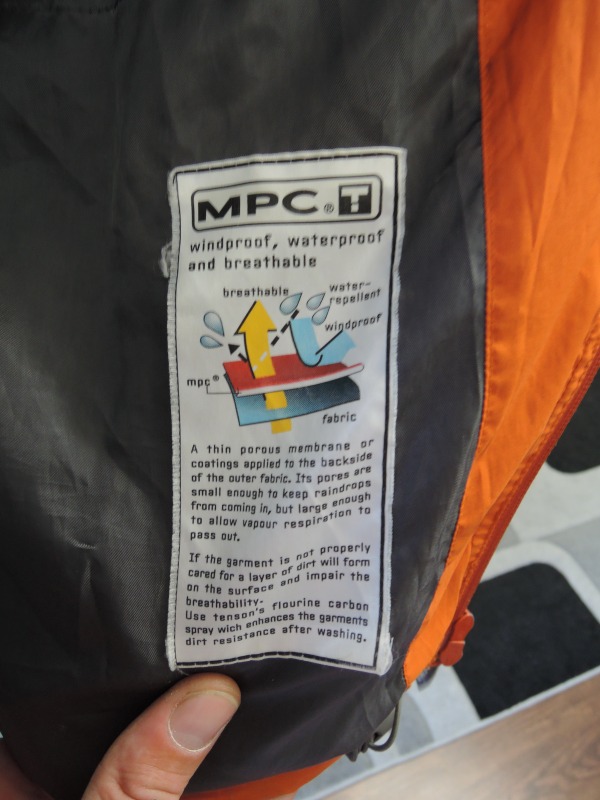 MPC® T
windproof, waterproof
and breathable
breathable
water-
repellent
windproof
mpc®
fabric
A thin porous membrane or
coatings applied to the backside
of the outer fabric. Its pores are
small enough to keep raindrops
from coming in, but large enough
to allow vapour respiration to
pass out.
If the garment is not properly
cared for a layer of dirt will form
on the surface and impair the
breathability.
Use tenson's flourine carbon
spray wich enhances the garments
dirt resistance after washing.